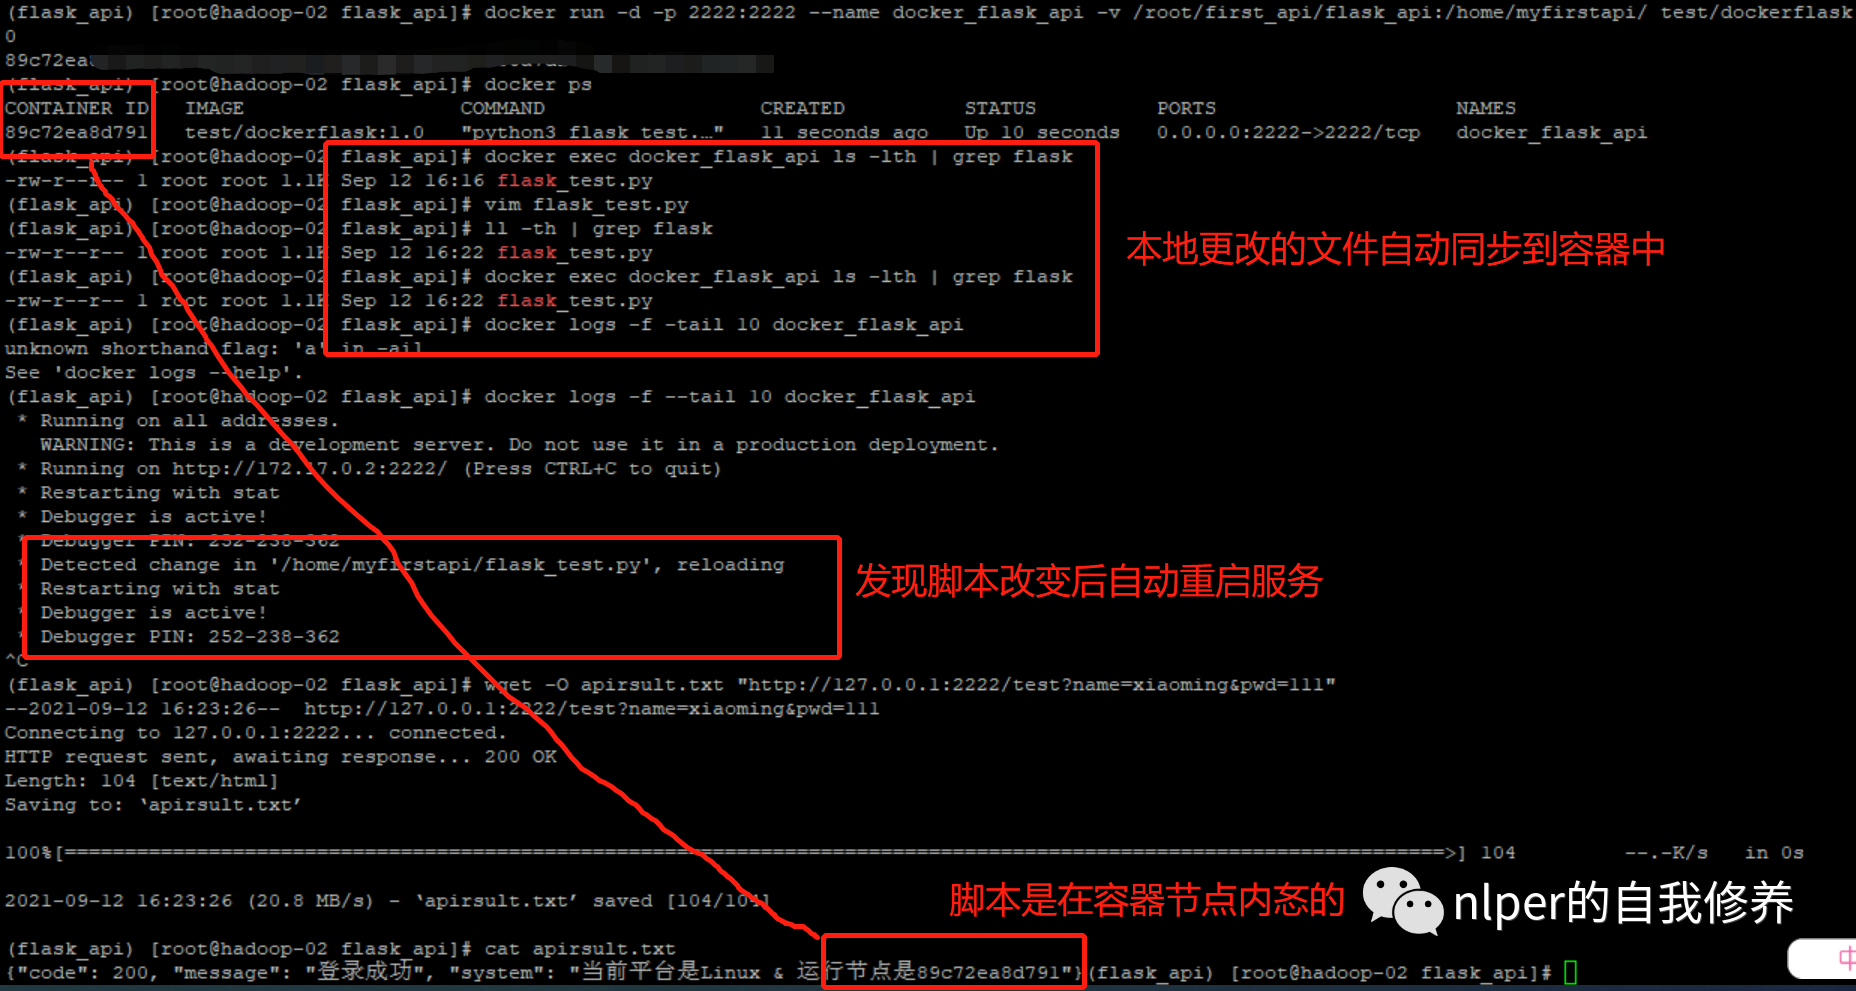 (flask_api) [root@hadoop-02 flask_api]# docker run -d -p 2222:2222 --name docker_flask_api -v /root/first_api/flask_api:/home/myfirstapi/ test/dockerflask
0
89c72ea
(flask_api) [root@hadoop-02 flask_api]# docker ps
CONTAINER ID   IMAGE   COMMAND   CREATED   STATUS   PORTS   NAMES
89c72ea8d791   test/dockerflask:1.0   "python3 flask_test.…"   11 seconds ago   Up 10 seconds   0.0.0.0:2222->2222/tcp   docker_flask_api
(flask_api) [root@hadoop-02 flask_api]# docker exec docker_flask_api ls -lth | grep flask
-rw-r--r-- 1 root root 1.1K Sep 12 16:16 flask_test.py
(flask_api) [root@hadoop-02 flask_api]# vim flask_test.py
(flask_api) [root@hadoop-02 flask_api]# ll -th | grep flask
本地更改的文件自动同步到容器中
-rw-r--r-- 1 root root 1.1K Sep 12 16:22 flask_test.py
(flask_api) [root@hadoop-02 flask_api]# docker exec docker_flask_api ls -lth | grep flask
-rw-r--r-- 1 root root 1.1K Sep 12 16:22 flask_test.py
(flask_api) [root@hadoop-02 flask_api]# docker logs -f -tail 10 docker_flask_api
unknown shorthand flag: 'a' in -ail
See 'docker logs --help'.
(flask_api) [root@hadoop-02 flask_api]# docker logs -f --tail 10 docker_flask_api
* Running on all addresses.
WARNING: This is a development server. Do not use it in a production deployment.
* Running on http://172.17.0.2:2222/ (Press CTRL+C to quit)
* Restarting with stat
* Debugger is active!
* Debugger PIN: 252-238-362
* Detected change in '/home/myfirstapi/flask_test.py', reloading
发现脚本改变后自动重启服务
* Restarting with stat
* Debugger is active!
* Debugger PIN: 252-238-362
^C
(flask_api) [root@hadoop-02 flask_api]# wget -O apirsult.txt "http://127.0.0.1:2222/test?name=xiaoming&pwd=111"
--2021-09-12 16:23:26--  http://127.0.0.1:2222/test?name=xiaoming&pwd=111
Connecting to 127.0.0.1:2222... connected.
HTTP request sent, awaiting response... 200 OK
Length: 104 [text/html]
Saving to: ‘apirsult.txt’
100%[===================================================================================================================>] 104   --.-K/s   in 0s
2021-09-12 16:23:26 (20.8 MB/s) - ‘apirsult.txt’ saved [104/104]
脚本是在容器节点内态的
nlper的自我修养
(flask_api) [root@hadoop-02 flask_api]# cat apirsult.txt
{"code": 200, "message": "登录成功", "system": "当前平台是Linux & 运行节点是89c72ea8d791"}(flask_api) [root@hadoop-02 flask_api]#
中